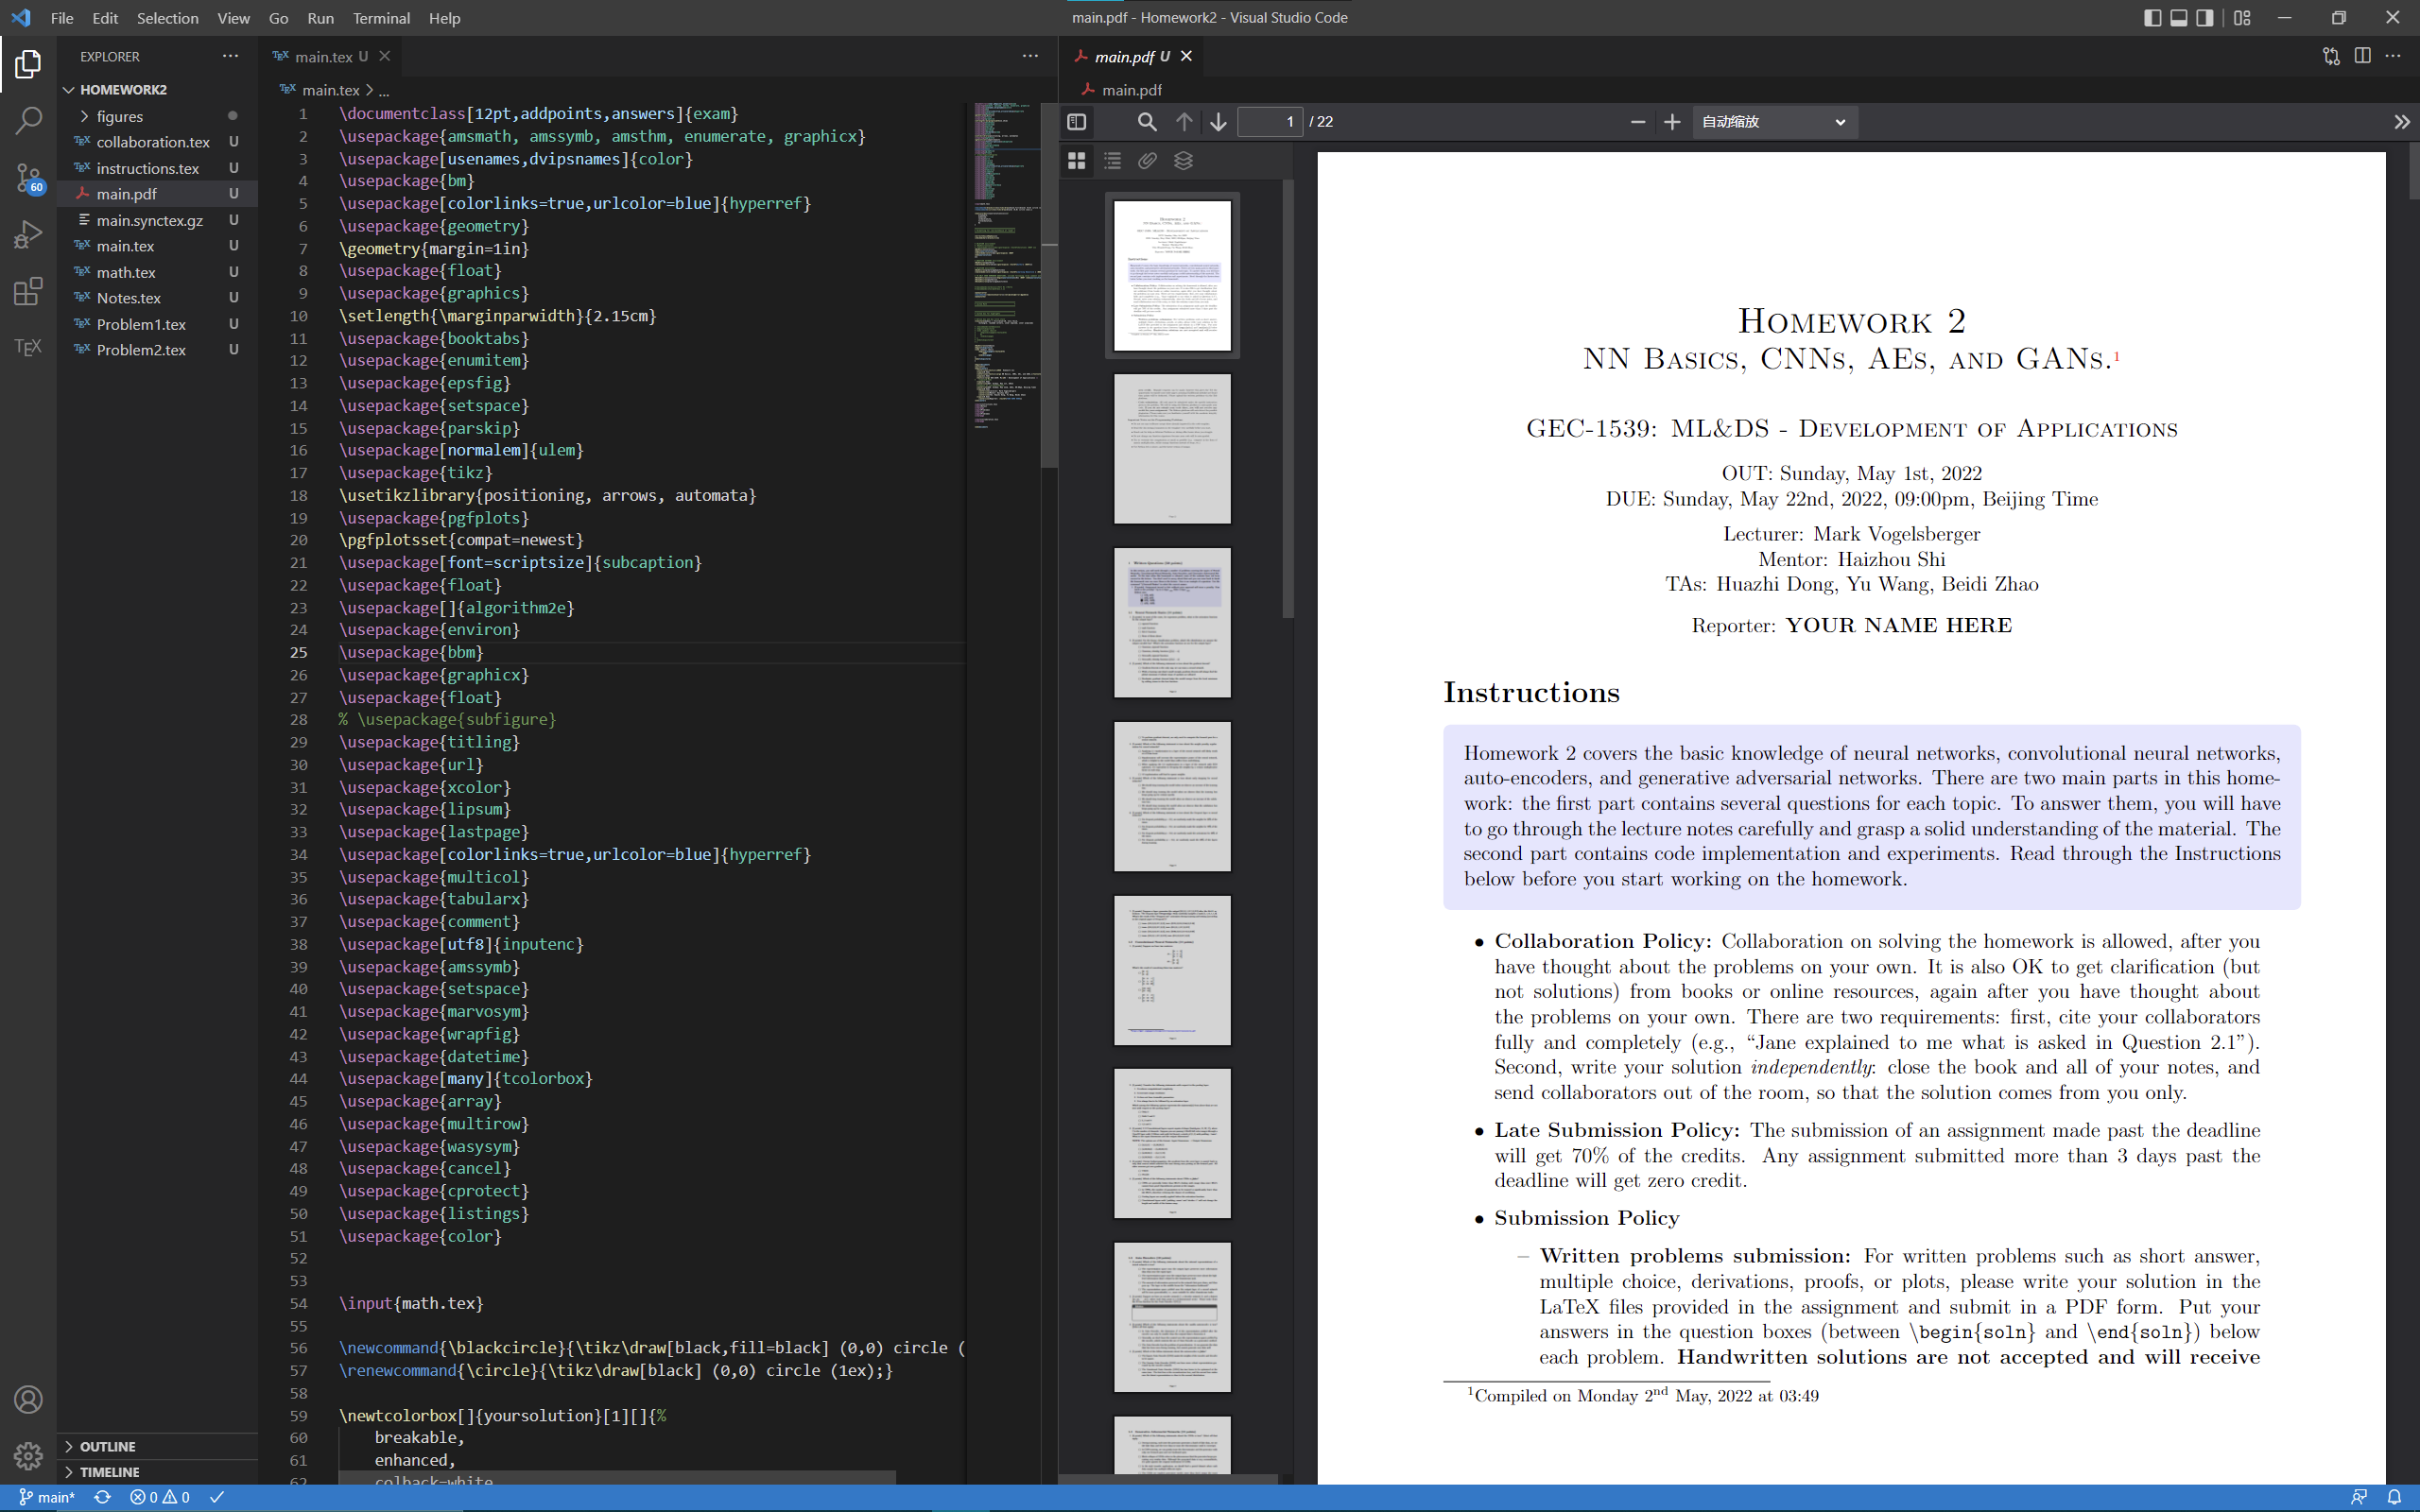 File Edit Selection View Go Run Terminal Help
main.pdf - Homework2 - Visual Studio Code
EXPLORER
HOMEWORK2
figures
collaboration.tex U
instructions.tex U
main.pdf U
main.synctex.gz U
main.tex U
math.tex U
Notes.tex U
Problem1.tex U
Problem2.tex U
60
TEX
OUTLINE
TIMELINE
main.tex U
main.tex > ...
1 \documentclass[12pt,addpoints,answers]{exam}
2 \usepackage{amsmath, amssymb, amsthm, enumerate, graphicx}
3 \usepackage[usenames,dvipsnames]{color}
4 \usepackage{bm}
5 \usepackage[colorlinks=true,urlcolor=blue]{hyperref}
6 \usepackage{geometry}
7 \geometry{margin=1in}
8 \usepackage{float}
9 \usepackage{graphics}
10 \setlength{\marginparwidth}{2.15cm}
11 \usepackage{booktabs}
12 \usepackage{enumitem}
13 \usepackage{epsfig}
14 \usepackage{setspace}
15 \usepackage{parskip}
16 \usepackage[normalem]{ulem}
17 \usepackage{tikz}
18 \usetikzlibrary{positioning, arrows, automata}
19 \usepackage{pgfplots}
20 \pgfplotsset{compat=newest}
21 \usepackage[font=scriptsize]{subcaption}
22 \usepackage{float}
23 \usepackage[]{algorithm2e}
24 \usepackage{environ}
25 \usepackage{bbm}
26 \usepackage{graphicx}
27 \usepackage{float}
28 % \usepackage{subfigure}
29 \usepackage{titling}
30 \usepackage{url}
31 \usepackage{xcolor}
32 \usepackage{lipsum}
33 \usepackage{lastpage}
34 \usepackage[colorlinks=true,urlcolor=blue]{hyperref}
35 \usepackage{multicol}
36 \usepackage{tabularx}
37 \usepackage{comment}
38 \usepackage[utf8]{inputenc}
39 \usepackage{amssymb}
40 \usepackage{setspace}
41 \usepackage{marvosym}
42 \usepackage{wrapfig}
43 \usepackage{datetime}
44 \usepackage[many]{tcolorbox}
45 \usepackage{array}
46 \usepackage{multirow}
47 \usepackage{wasysym}
48 \usepackage{cancel}
49 \usepackage{cprotect}
50 \usepackage{listings}
51 \usepackage{color}
52
53
54 \input{math.tex}
55
56 \newcommand{\blackcircle}{\tikz\draw[black,fill=black] (0,0) circle (
57 \renewcommand{\circle}{\tikz\draw[black] (0,0) circle (1ex);}
58
59 \newtcolorbox[]{yoursolution}[1][]{%
60 breakable,
61 enhanced,
62 colback=white
main.pdf U
main.pdf
1 / 22
自动缩放
HOMEWORK 2
NN BASICS, CNNS, AES, AND GANS.1
GEC-1539: ML&DS - DEVELOPMENT OF APPLICATIONS
OUT: Sunday, May 1st, 2022
DUE: Sunday, May 22nd, 2022, 09:00pm, Beijing Time
Lecturer: Mark Vogelsberger
Mentor: Haizhou Shi
TAs: Huazhi Dong, Yu Wang, Beidi Zhao
Reporter: YOUR NAME HERE
Instructions
Homework 2 covers the basic knowledge of neural networks, convolutional neural networks,
auto-encoders, and generative adversarial networks. There are two main parts in this home-
work: the first part contains several questions for each topic. To answer them, you will have
to go through the lecture notes carefully and grasp a solid understanding of the material. The
second part contains code implementation and experiments. Read through the Instructions
below before you start working on the homework.
• Collaboration Policy: Collaboration on solving the homework is allowed, after you
have thought about the problems on your own. It is also OK to get clarification (but
not solutions) from books or online resources, again after you have thought about
the problems on your own. There are two requirements: first, cite your collaborators
fully and completely (e.g., “Jane explained to me what is asked in Question 2.1”).
Second, write your solution independently: close the book and all of your notes, and
send collaborators out of the room, so that the solution comes from you only.
• Late Submission Policy: The submission of an assignment made past the deadline
will get 70% of the credits. Any assignment submitted more than 3 days past the
deadline will get zero credit.
• Submission Policy
– Written problems submission: For written problems such as short answer,
multiple choice, derivations, proofs, or plots, please write your solution in the
LaTeX files provided in the assignment and submit in a PDF form. Put your
answers in the question boxes (between \begin{soln} and \end{soln}) below
each problem. Handwritten solutions are not accepted and will receive
1Compiled on Monday 2nd May, 2022 at 03:49
main* 0 0